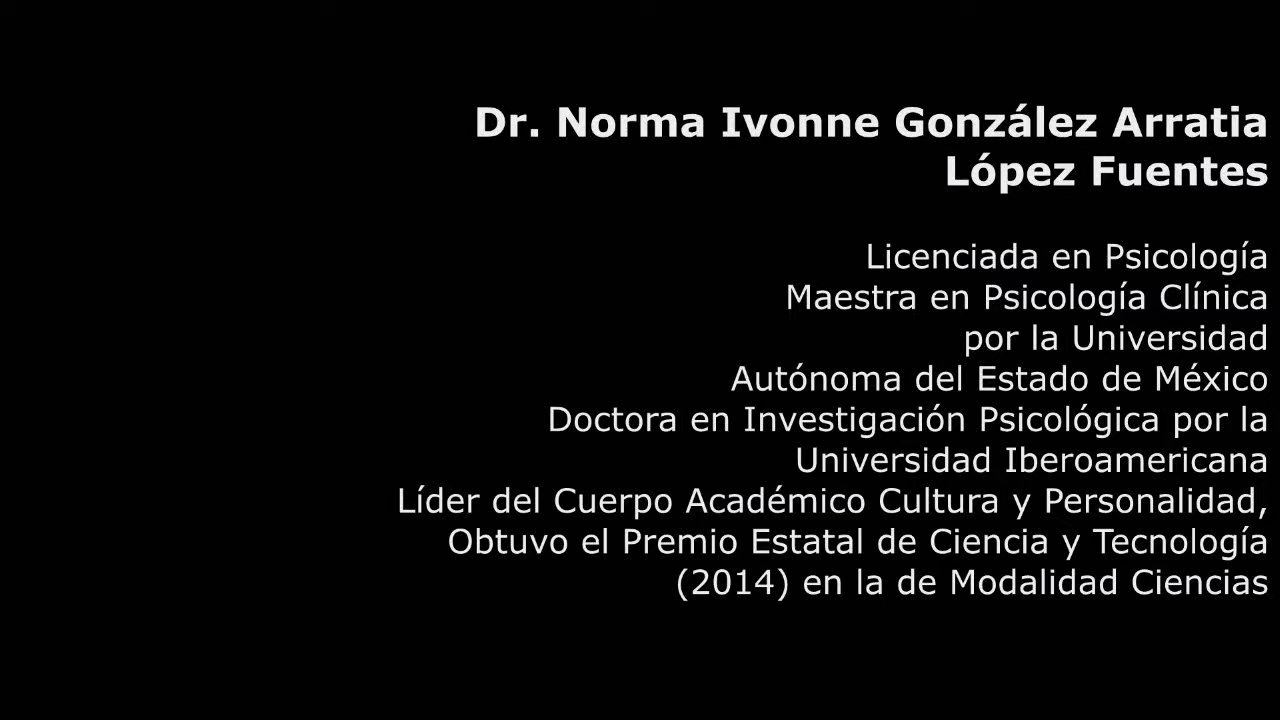 Dr. Norma Ivonne González Arratia
López Fuentes
Licenciada en Psicología
Maestra en Psicología Clínica
por la Universidad
Autónoma del Estado de México
Doctora en Investigación Psicológica por la
Universidad Iberoamericana
Líder del Cuerpo Académico Cultura y Personalidad,
Obtuvo el Premio Estatal de Ciencia y Tecnología
(2014) en la de Modalidad Ciencias